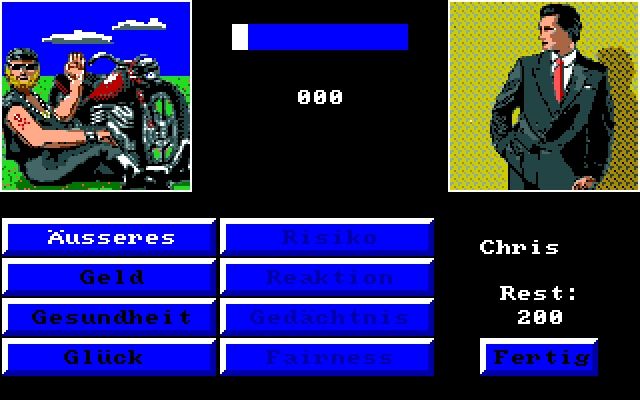 000
Äusseres
Risiko
Geld
Reaktion
Gesundheit
Gedächtnis
Glück
Fairness
Chris
Rest:
200
Fertig